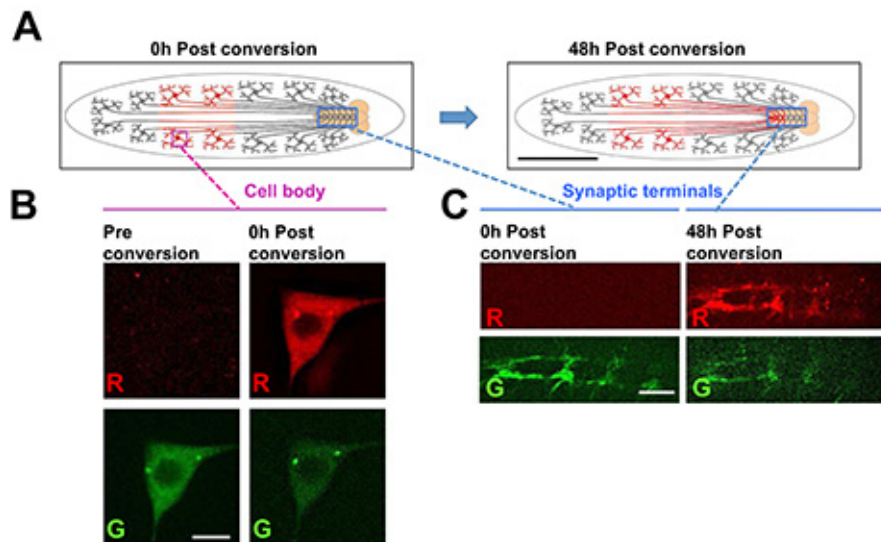 A
0h Post conversion
48h Post conversion
Cell body
Synaptic terminals
B
C
Pre
conversion
0h Post
conversion
0h Post
conversion
48h Post
conversion
R
R
R
R
G
G
G
G